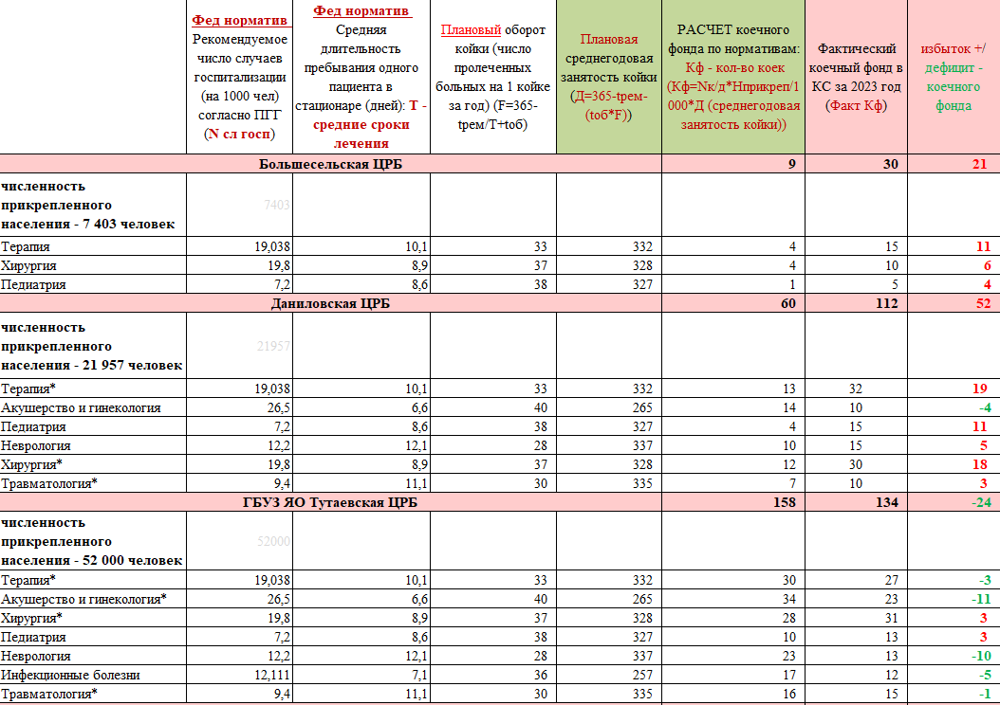 Фед норматив
Рекомендуемое
число случаев
госпитализации
(на 1000 чел)
согласно ПГГ
(N сл госп)
Фед норматив
Средняя
длительность
пребывания одного
пациента в
стационаре (дней): Т -
средние сроки
лечения
Плановый оборот
койки (число
пролеченных
больных на 1 койке
за год) (F=365-
tрем/T+tоб)
Плановая
среднегодовая
занятость койки
(Д=365-tрем-
(tоб*F))
РАСЧЕТ коечного
фонда по нормативам:
Кф - кол-во коек
(Кф=Nк/д*Нприкреп/1
000*Д (среднегодовая
занятость койки))
Фактический
коечный фонд в
КС за 2023 год
(Факт Кф)
избыток +/
дефицит -
коечного
фонда
Большесельская ЦРБ 9 30 21
численность
прикрепленного
населения - 7 403 человек
7403
Терапия 19,038 10,1 33 332 4 15 11
Хирургия 19,8 8,9 37 328 4 10 6
Педиатрия 7,2 8,6 38 327 1 5 4
Даниловская ЦРБ 60 112 52
численность
прикрепленного
населения - 21 957 человек
21957
Терапия* 19,038 10,1 33 332 13 32 19
Акушерство и гинекология 26,5 6,6 40 265 14 10 -4
Педиатрия 7,2 8,6 38 327 4 15 11
Неврология 12,2 12,1 28 337 10 15 5
Хирургия* 19,8 8,9 37 328 12 30 18
Травматология* 9,4 11,1 30 335 7 10 3
ГБУЗ ЯО Тутаевская ЦРБ 158 134 -24
численность
прикрепленного
населения - 52 000 человек
52000
Терапия* 19,038 10,1 33 332 30 27 -3
Акушерство и гинекология* 26,5 6,6 40 265 34 23 -11
Хирургия* 19,8 8,9 37 328 28 31 3
Педиатрия 7,2 8,6 38 327 10 13 3
Неврология 12,2 12,1 28 337 23 13 -10
Инфекционные болезни 12,111 7,1 36 257 17 12 -5
Травматология* 9,4 11,1 30 335 16 15 -1